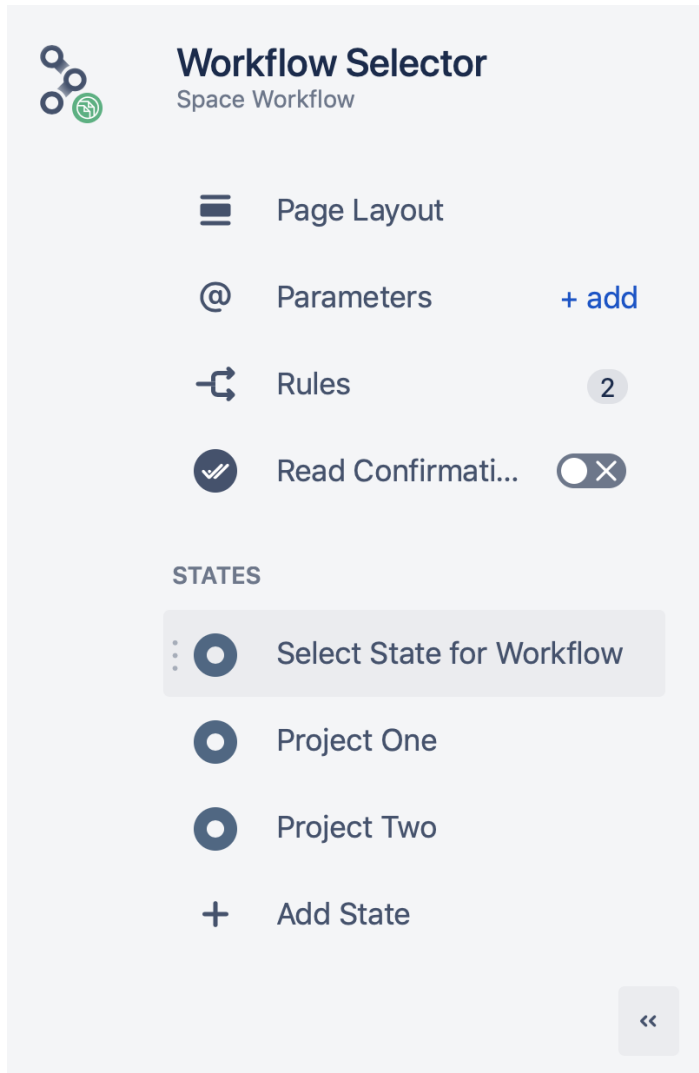 Workflow Selector
Space Workflow
Page Layout
@ Parameters + add
Rules 2
Read Confirmati...
STATES
Select State for Workflow
Project One
Project Two
+ Add State
«